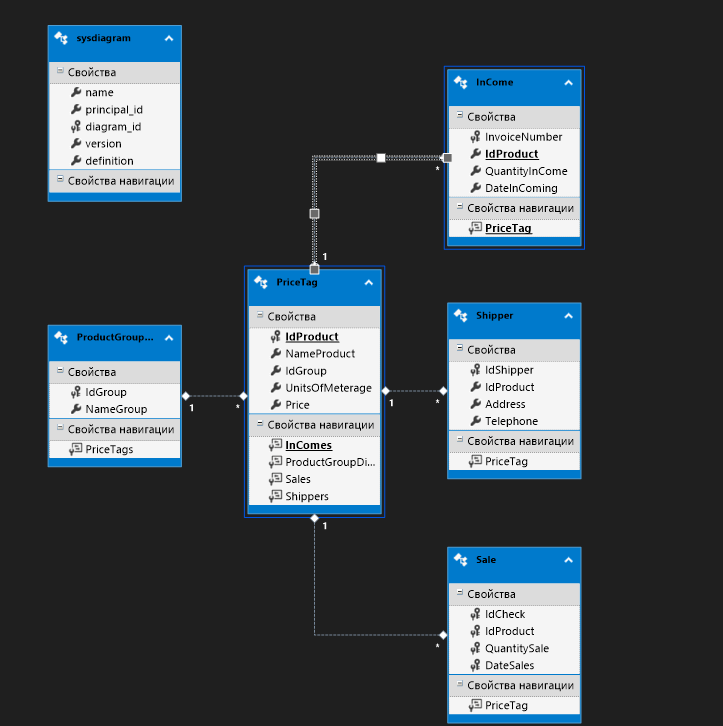 sysdiagram
Свойства
name
principal_id
diagram_id
version
definition
Свойства навигации
InCome
Свойства
InvoiceNumber
IdProduct
QuantityInCome
DateInComing
Свойства навигации
PriceTag
*
1
PriceTag
Свойства
IdProduct
NameProduct
IdGroup
UnitsOfMeterage
Price
Свойства навигации
InComes
ProductGroupDi...
Sales
Shippers
ProductGroup...
Свойства
IdGroup
NameGroup
Свойства навигации
PriceTags
1
*
1
*
Shipper
Свойства
IdShipper
IdProduct
Address
Telephone
Свойства навигации
PriceTag
1
*
Sale
Свойства
IdCheck
IdProduct
QuantitySale
DateSales
Свойства навигации
PriceTag